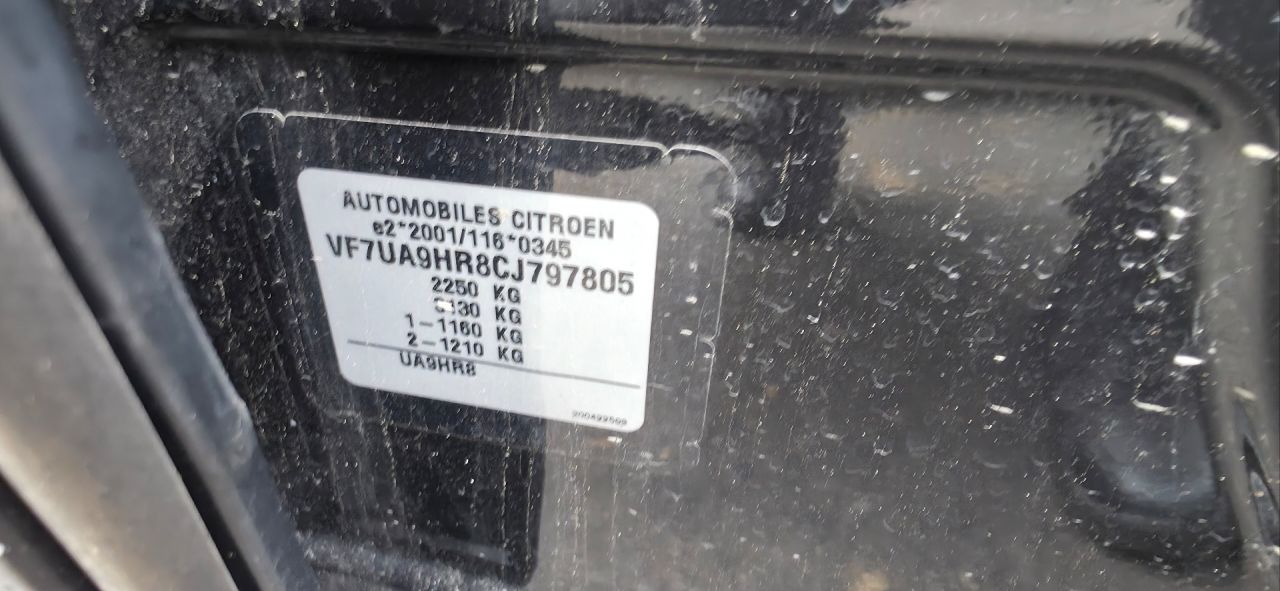 AUTOMOBILES CITROEN
e2*2001/116*0345
VF7UA9HR8CJ797805
2250 KG
KG
1-1160 KG
2-1210 KG
UA9HR8